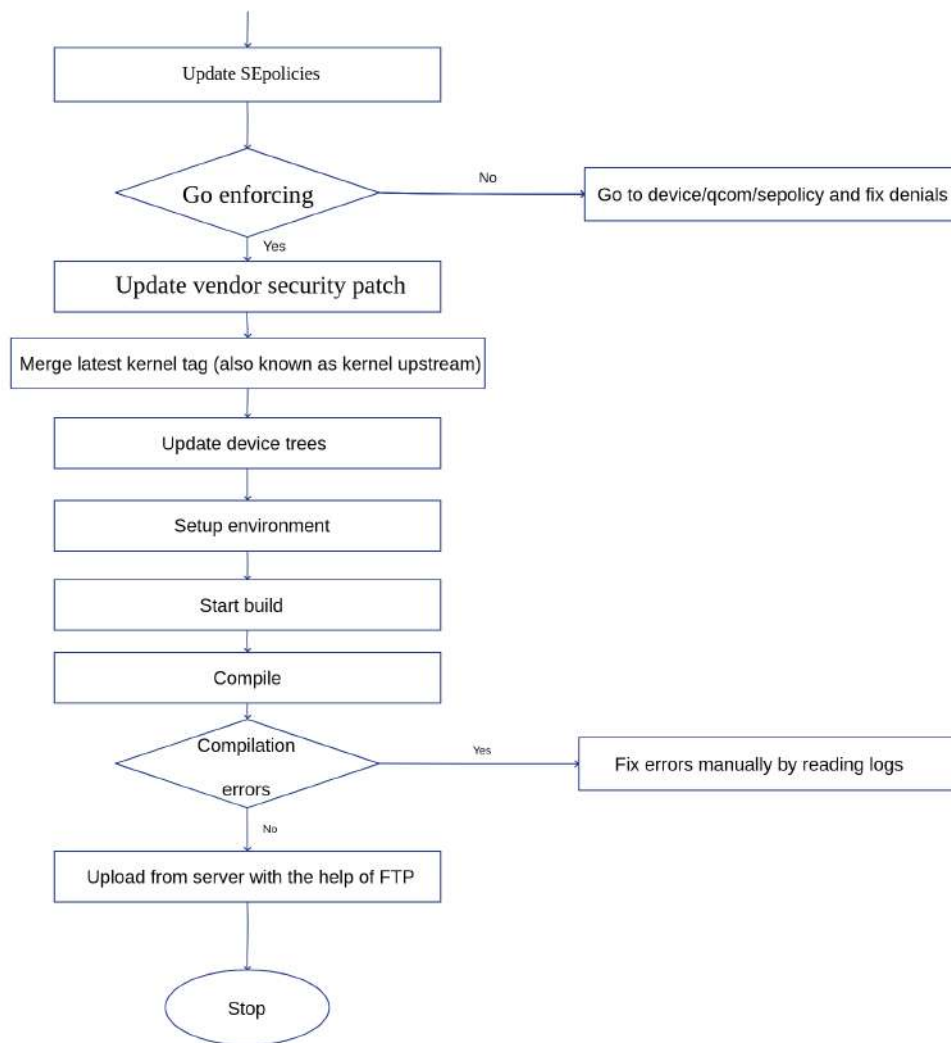 Update SEpolicies
Go enforcing
No
Go to device/qcom/sepolicy and fix denials
Yes
Update vendor security patch
Merge latest kernel tag (also known as kernel upstream)
Update device trees
Setup environment
Start build
Compile
Compilation
errors
Yes
Fix errors manually by reading logs
No
Upload from server with the help of FTP
Stop